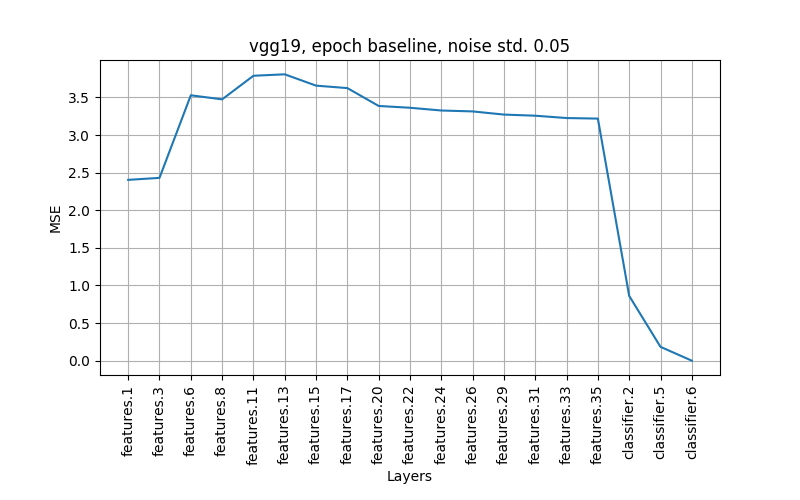 vgg19, epoch baseline, noise std. 0.05
MSE
3.5
3.0
2.5
2.0
1.5
1.0
0.5
0.0
features.1
features.3
features.6
features.8
features.11
features.13
features.15
features.17
features.20
features.22
features.24
features.26
features.29
features.31
features.33
features.35
classifier.2
classifier.5
classifier.6
Layers